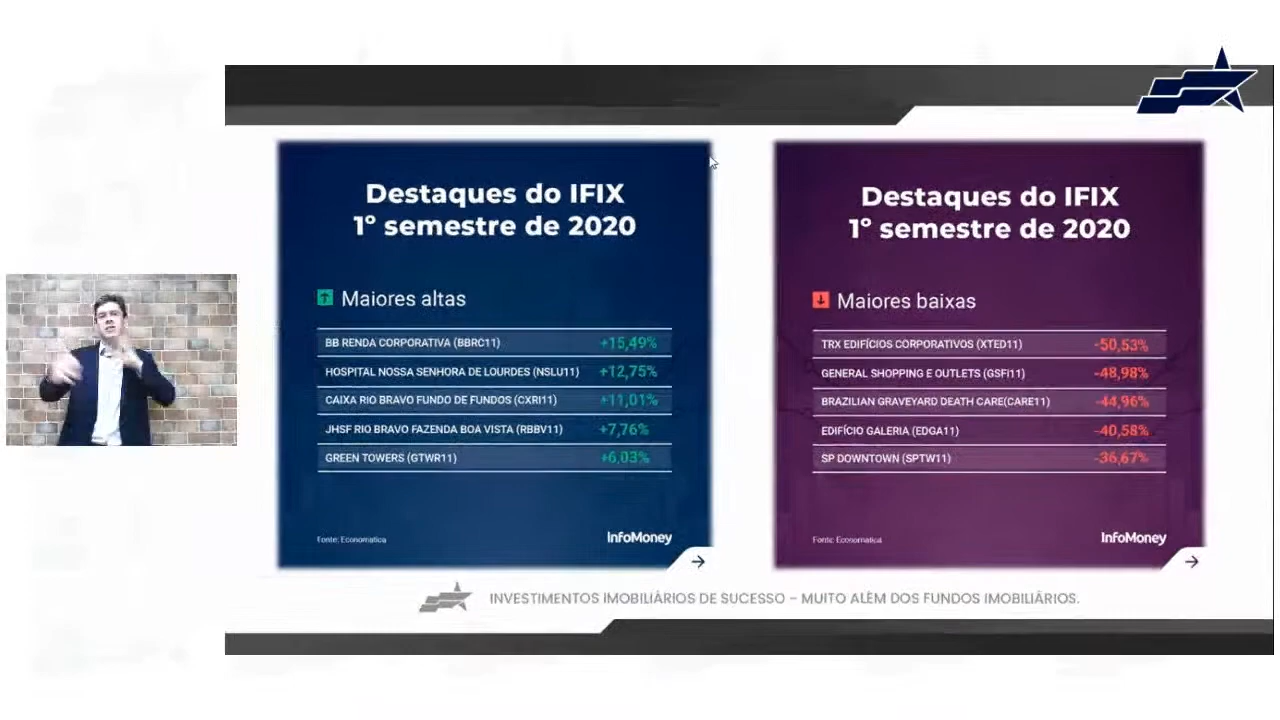 Destaques do IFIX
1º semestre de 2020
Maiores altas
BB RENDA CORPORATIVA (BBRC11) +15,49%
HOSPITAL NOSSA SENHORA DE LOURDES (NSLU11) +12,75%
CAIXA RIO BRAVO FUNDO DE FUNDOS (CXRI11) +11,01%
JHSF RIO BRAVO FAZENDA BOA VISTA (RBBV11) +7,76%
GREEN TOWERS (GTWR11) +6,03%
Fonte: Economatica
InfoMoney
Destaques do IFIX
1º semestre de 2020
Maiores baixas
TRX EDIFÍCIOS CORPORATIVOS (XTED11) -50,53%
GENERAL SHOPPING E OUTLETS (GSFI11) -48,98%
BRAZILIAN GRAVEYARD DEATH CARE(CARE11) -44,96%
EDIFÍCIO GALERIA (EDGA11) -40,58%
SP DOWNTOWN (SPTW11) -36,67%
Fonte: Economatica
InfoMoney
INVESTIMENTOS IMOBILIÁRIOS DE SUCESSO – MUITO ALÉM DOS FUNDOS IMOBILIÁRIOS.